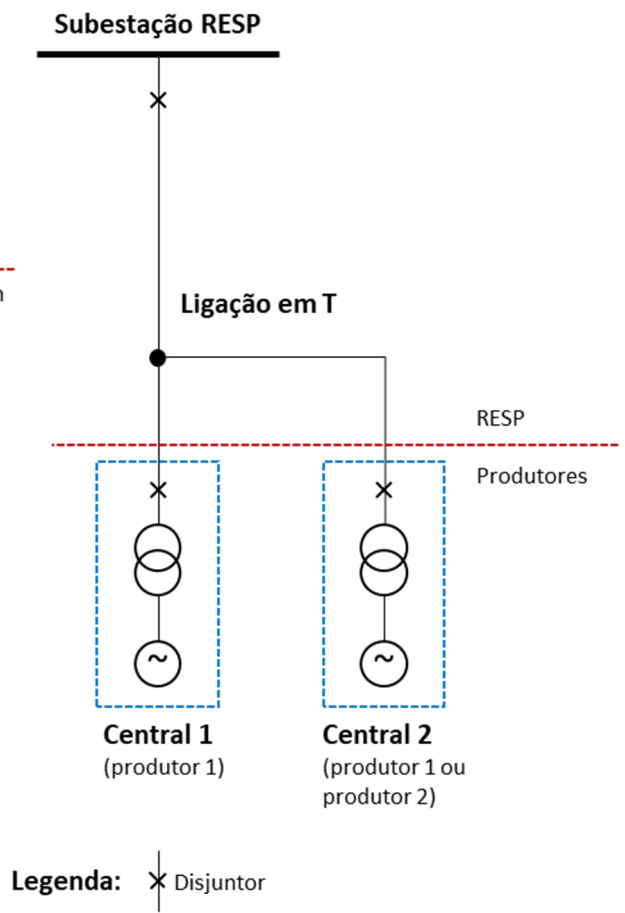 Subestação RESP
Ligação em T
RESP
Produtores
~
~
Central 1
(produtor 1)
Central 2
(produtor 1 ou
produtor 2)
Legenda:
Disjuntor